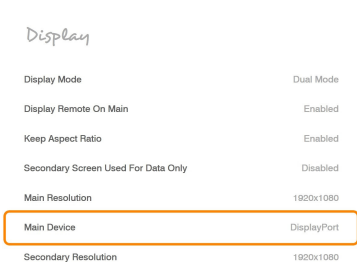 Display
Display Mode Dual Mode
Display Remote On Main Enabled
Keep Aspect Ratio Enabled
Secondary Screen Used For Data Only Disabled
Main Resolution 1920x1080
Main Device DisplayPort
Secondary Resolution 1920x1080